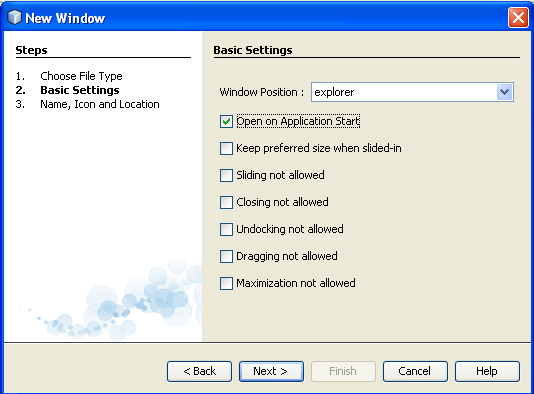 New Window
Steps
1. Choose File Type
2. Basic Settings
3. Name, Icon and Location
Basic Settings
Window Position : explorer
Open on Application Start
Keep preferred size when slided-in
Sliding not allowed
Closing not allowed
Undocking not allowed
Dragging not allowed
Maximization not allowed
< Back Next > Finish Cancel Help